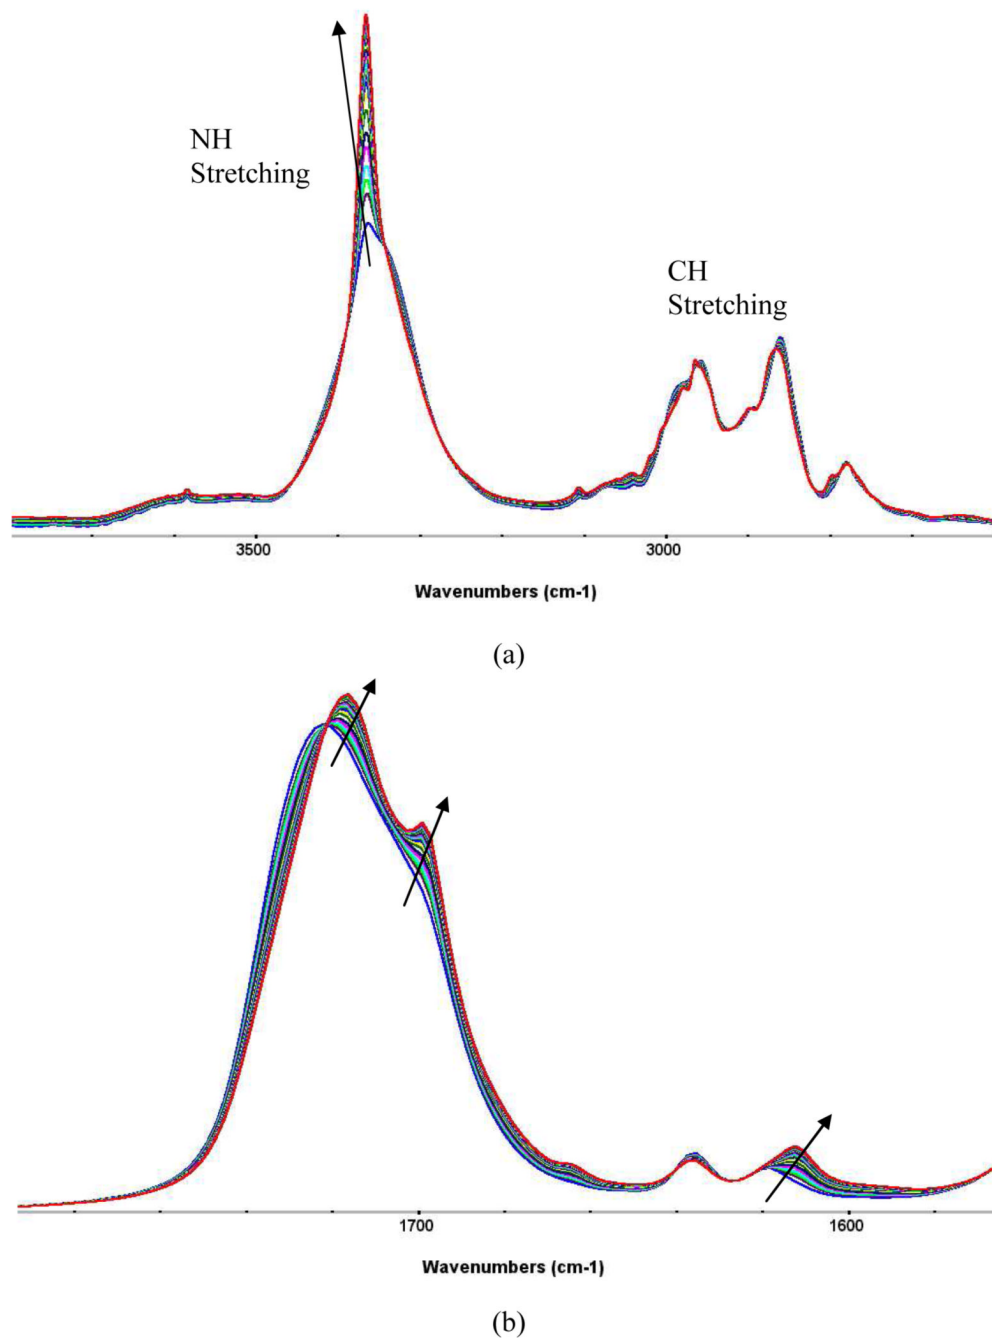 NH
Stretching
CH
Stretching
3500
3000
Wavenumbers (cm-1)
(a)
1700
1600
Wavenumbers (cm-1)
(b)